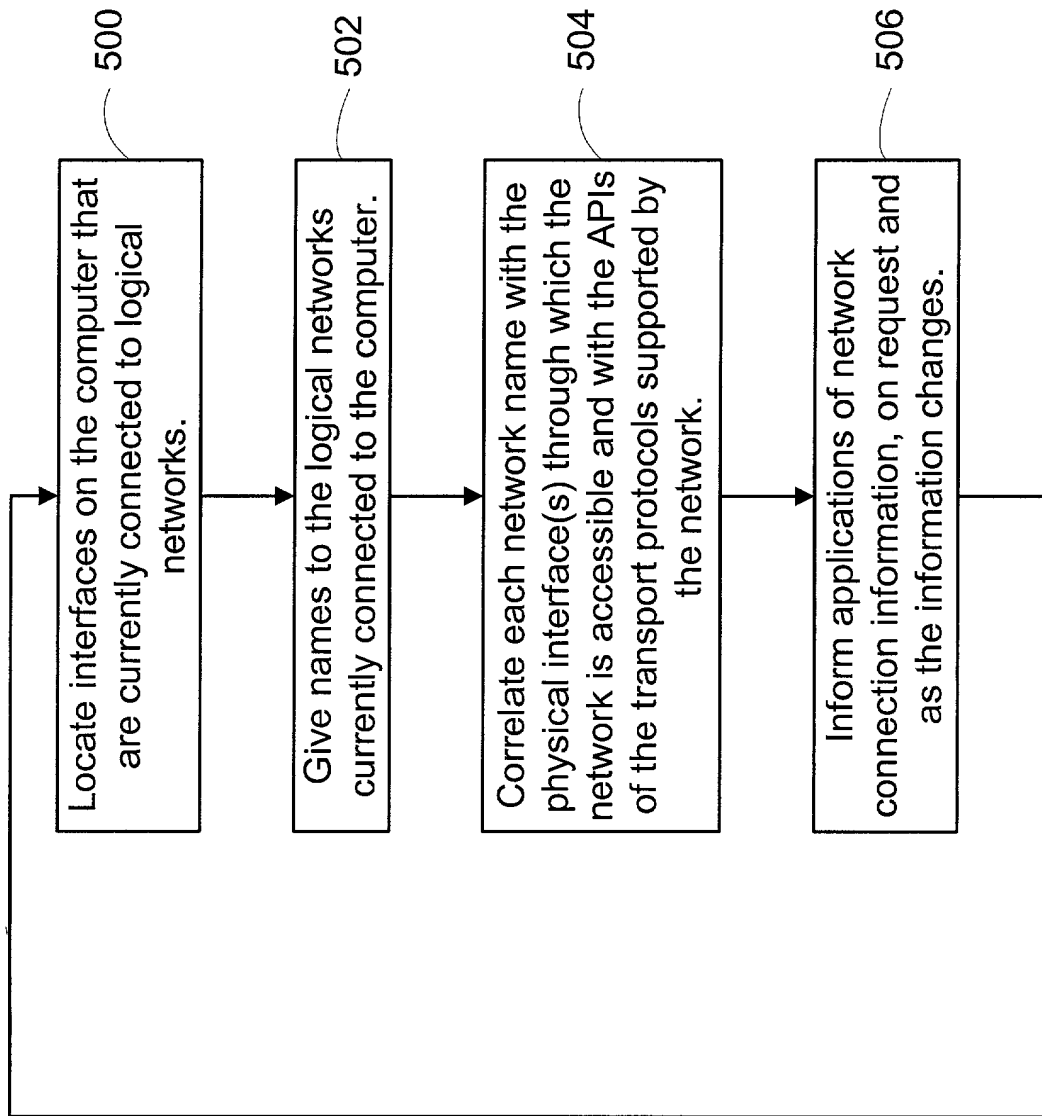 500
Locate interfaces on the computer that
are currently connected to logical
networks.
502
Give names to the logical networks
currently connected to the computer.
504
Correlate each network name with the
physical interface(s) through which the
network is accessible and with the APIs
of the transport protocols supported by
the network.
506
Inform applications of network
connection information, on request and
as the information changes.